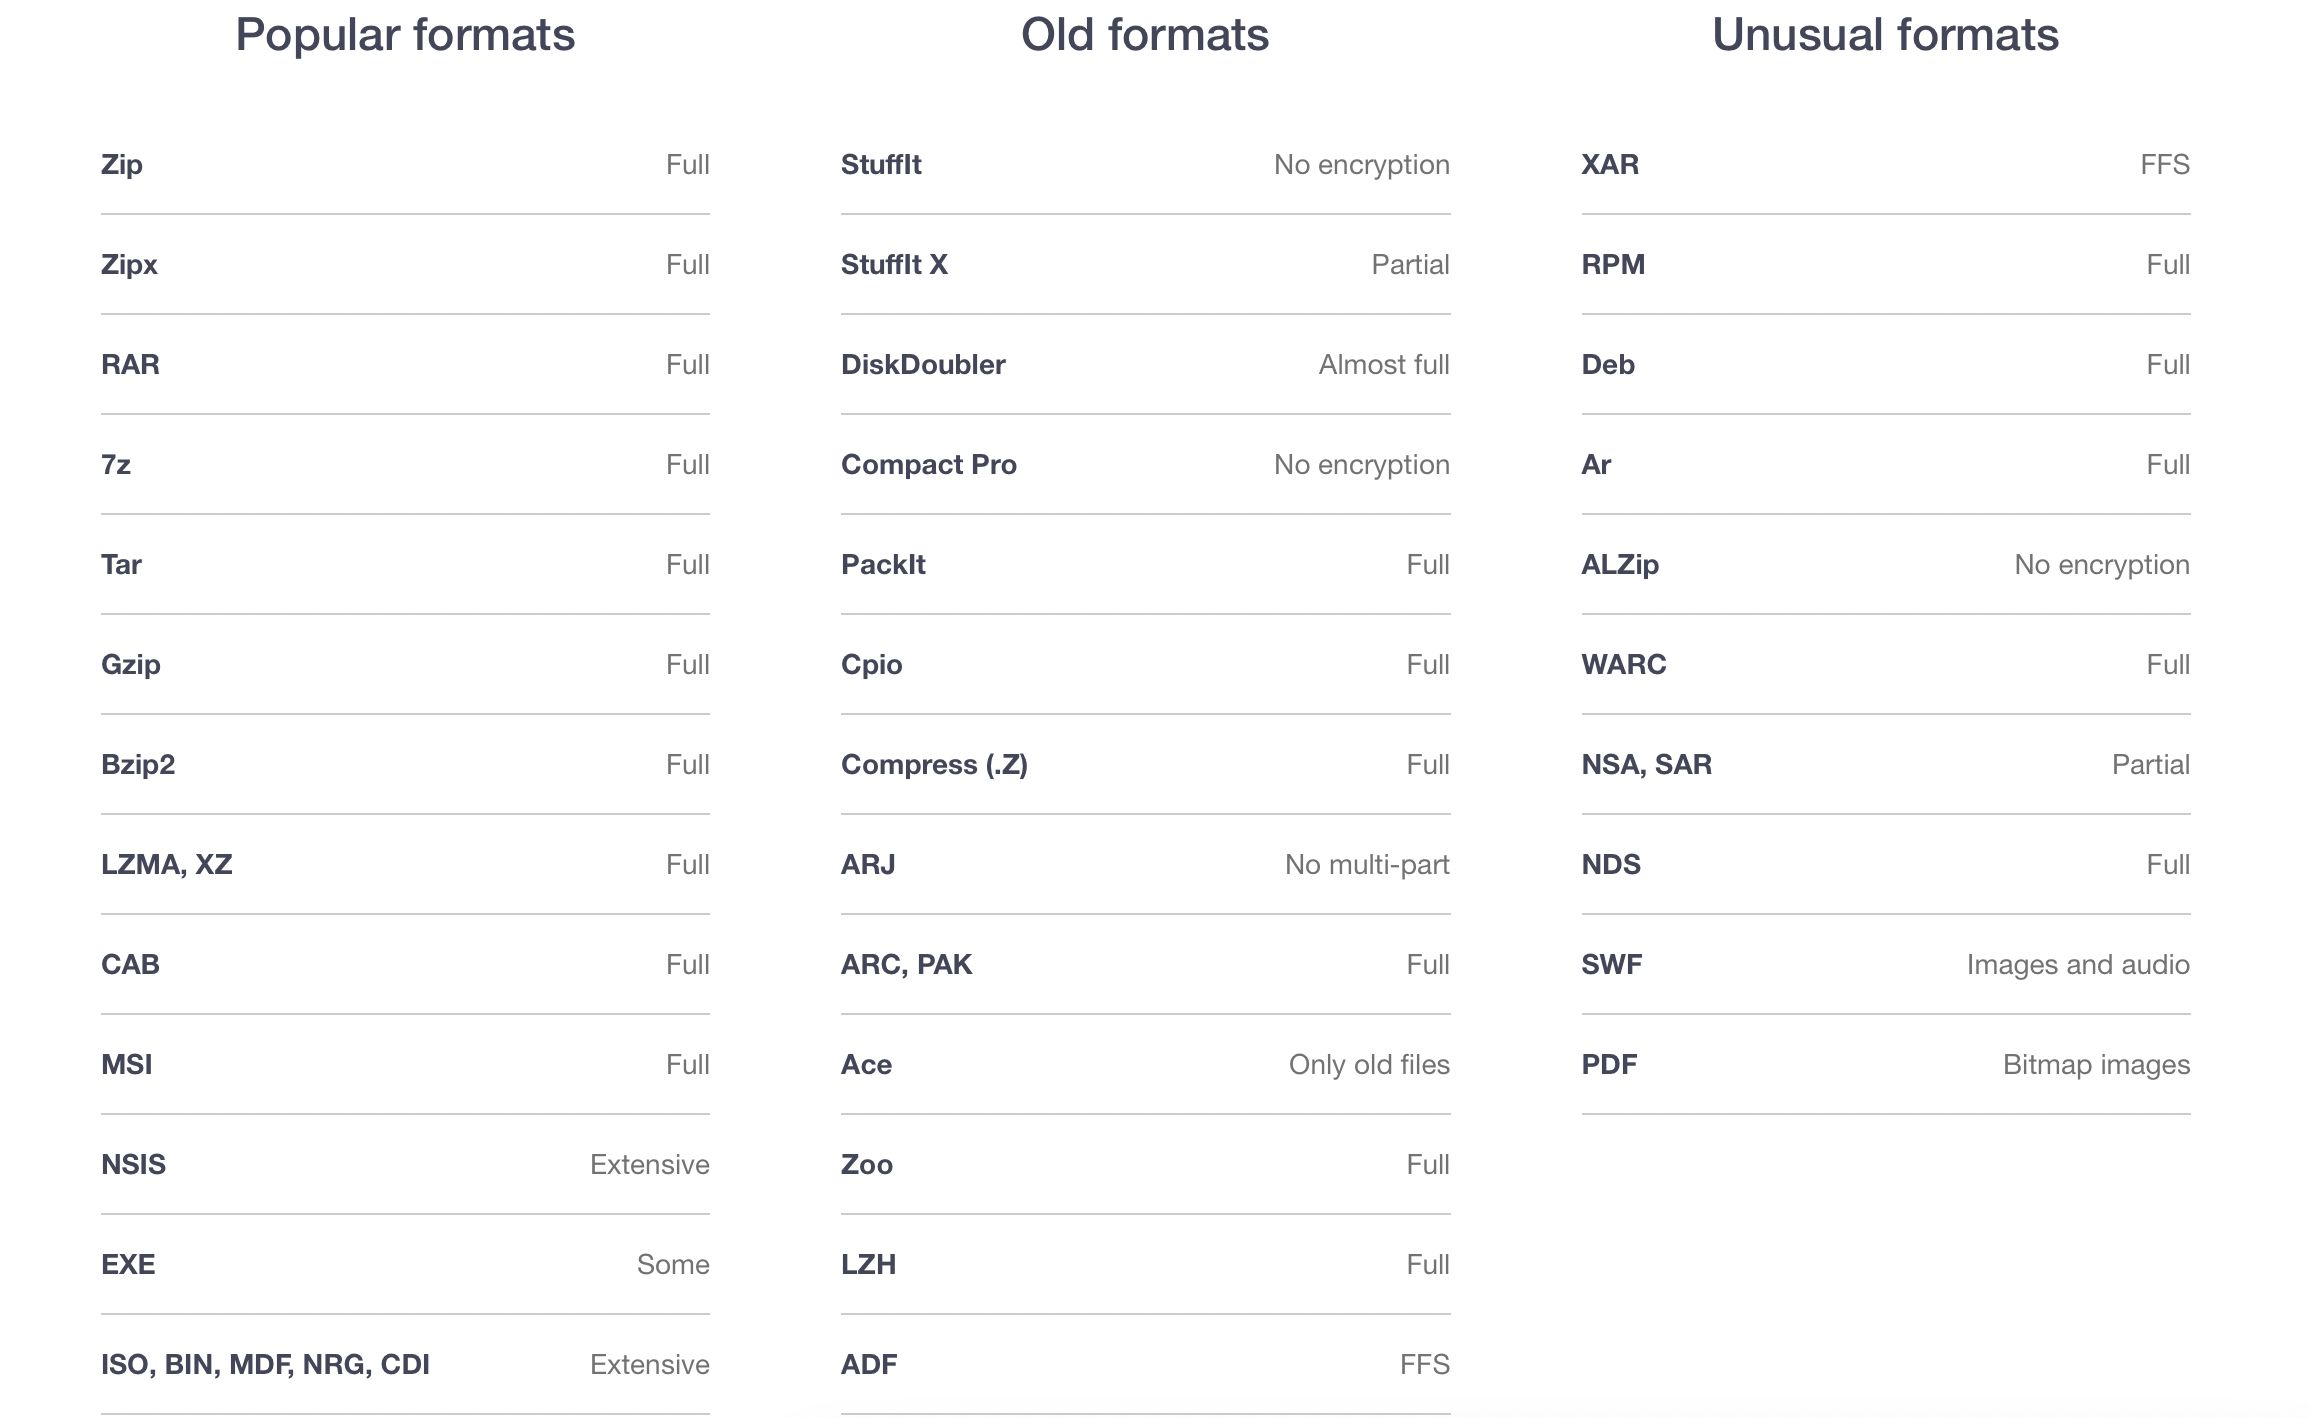 Popular formats
Zip Full
Zipx Full
RAR Full
7z Full
Tar Full
Gzip Full
Bzip2 Full
LZMA, XZ Full
CAB Full
MSI Full
NSIS Extensive
EXE Some
ISO, BIN, MDF, NRG, CDI Extensive
Old formats
StuffIt No encryption
StuffIt X Partial
DiskDoubler Almost full
Compact Pro No encryption
PackIt Full
Cpio Full
Compress (.Z) Full
ARJ No multi-part
ARC, PAK Full
Ace Only old files
Zoo Full
LZH Full
ADF FFS
Unusual formats
XAR FFS
RPM Full
Deb Full
Ar Full
ALZip No encryption
WARC Full
NSA, SAR Partial
NDS Full
SWF Images and audio
PDF Bitmap images